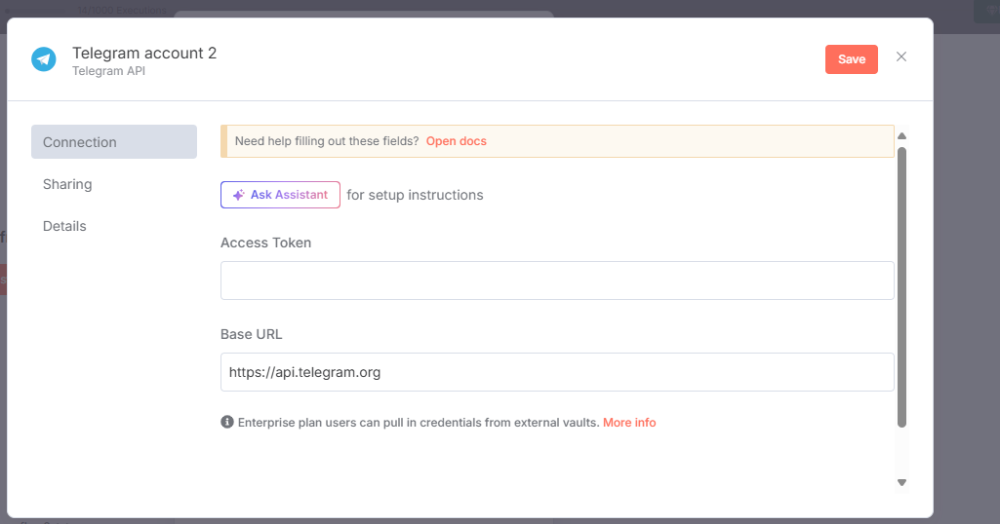 Telegram account 2
Telegram API
Save
Connection
Sharing
Details
Need help filling out these fields? Open docs
Ask Assistant for setup instructions
Access Token
Base URL
https://api.telegram.org
Enterprise plan users can pull in credentials from external vaults. More info